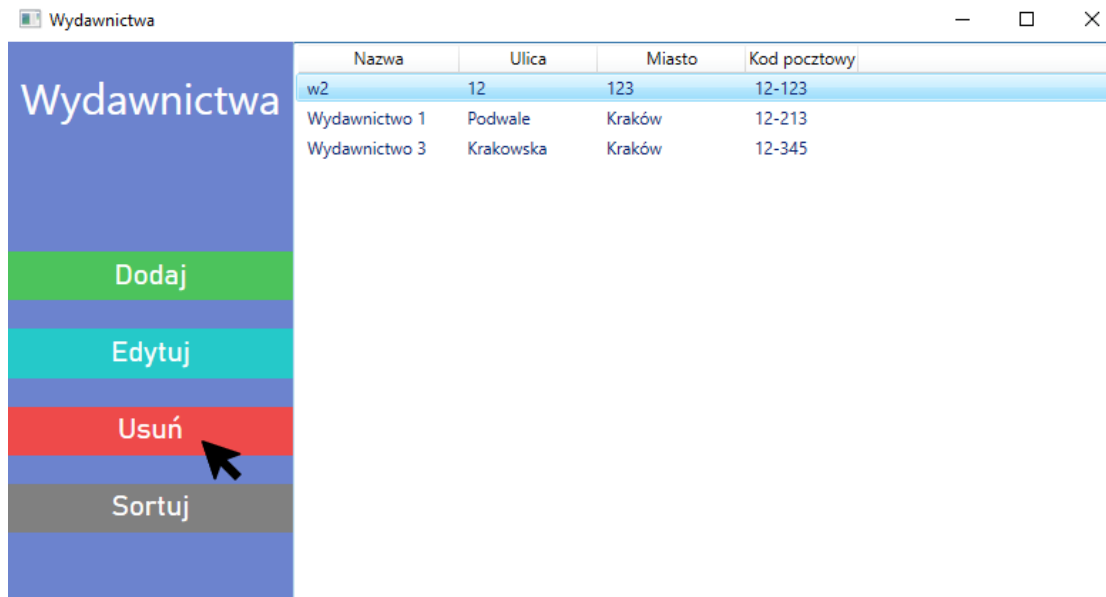 Wydawnictwa
Wydawnictwa
Nazwa Ulica Miasto Kod pocztowy
w2 12 123 12-123
Wydawnictwo 1 Podwale Kraków 12-213
Wydawnictwo 3 Krakowska Kraków 12-345
Dodaj
Edytuj
Usuń
Sortuj